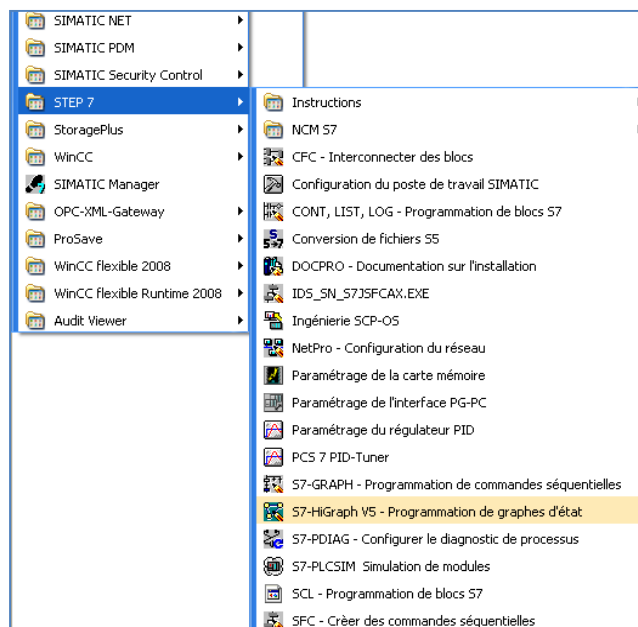 SIMATIC NET
SIMATIC PDM
SIMATIC Security Control
STEP 7
StoragePlus
WinCC
SIMATIC Manager
OPC-XML-Gateway
ProSave
WinCC flexible 2008
WinCC flexible Runtime 2008
Audit Viewer
Instructions
NCM S7
CFC - Interconnecter des blocs
Configuration du poste de travail SIMATIC
CONT, LIST, LOG - Programmation de blocs S7
Conversion de fichiers S5
DOCPRO - Documentation sur l'installation
IDS_SN_S7JSFCAX.EXE
Ingénierie SCP-OS
NetPro - Configuration du réseau
Paramétrage de la carte mémoire
Paramétrage de l'interface PG-PC
Paramétrage du régulateur PID
PCS 7 PID-Tuner
S7-GRAPH - Programmation de commandes séquentielles
S7-HiGraph V5 - Programmation de graphes d'état
S7-PDIAG - Configurer le diagnostic de processus
S7-PLCSIM Simulation de modules
SCL - Programmation de blocs S7
SFC - Crèer des commandes séquentielles